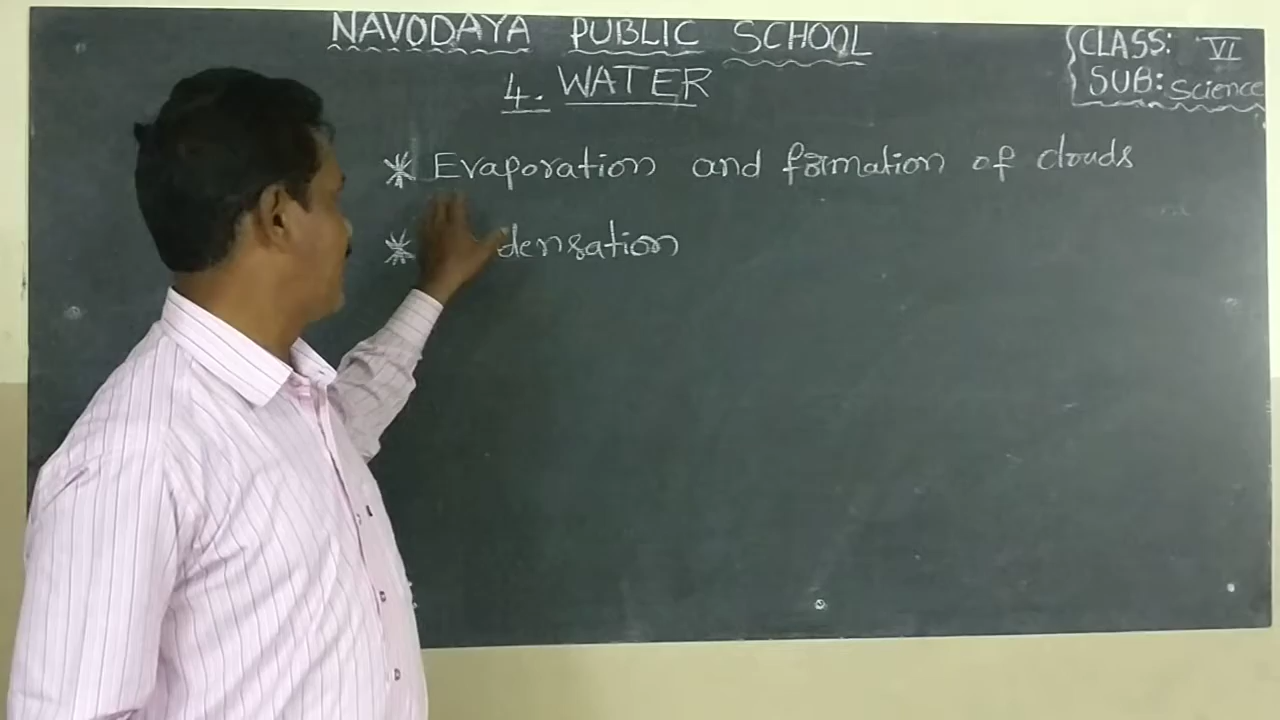 NAVODAYA PUBLIC SCHOOL
CLASS: VI
SUB: Science
4. WATER
* Evaporation and formation of clouds
* densation